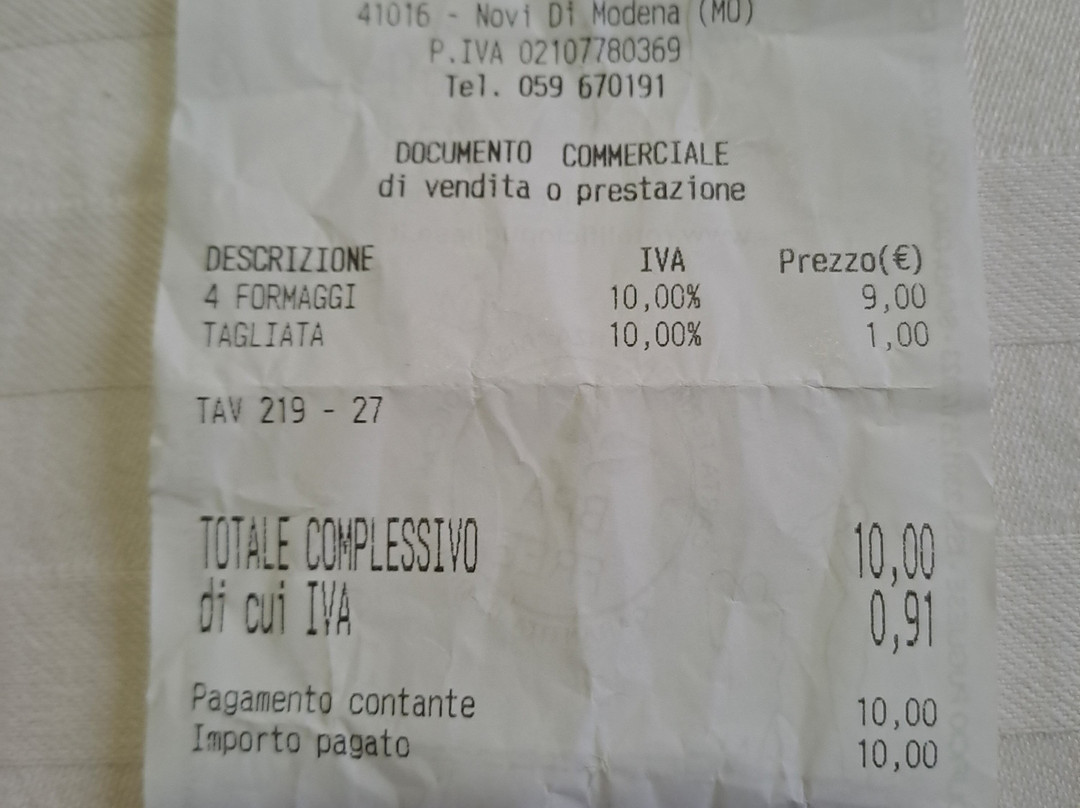 41016 - Novi Di Modena (MO)
P.IVA 02107780369
Tel. 059 670191
DOCUMENTO COMMERCIALE
di vendita o prestazione
DESCRIZIONE IVA Prezzo(€)
4 FORMAGGI 10,00% 9,00
TAGLIATA 10,00% 1,00
TAV 219 - 27
TOTALE COMPLESSIVO 10,00
di cui IVA 0,91
Pagamento contante 10,00
Importo pagato 10,00